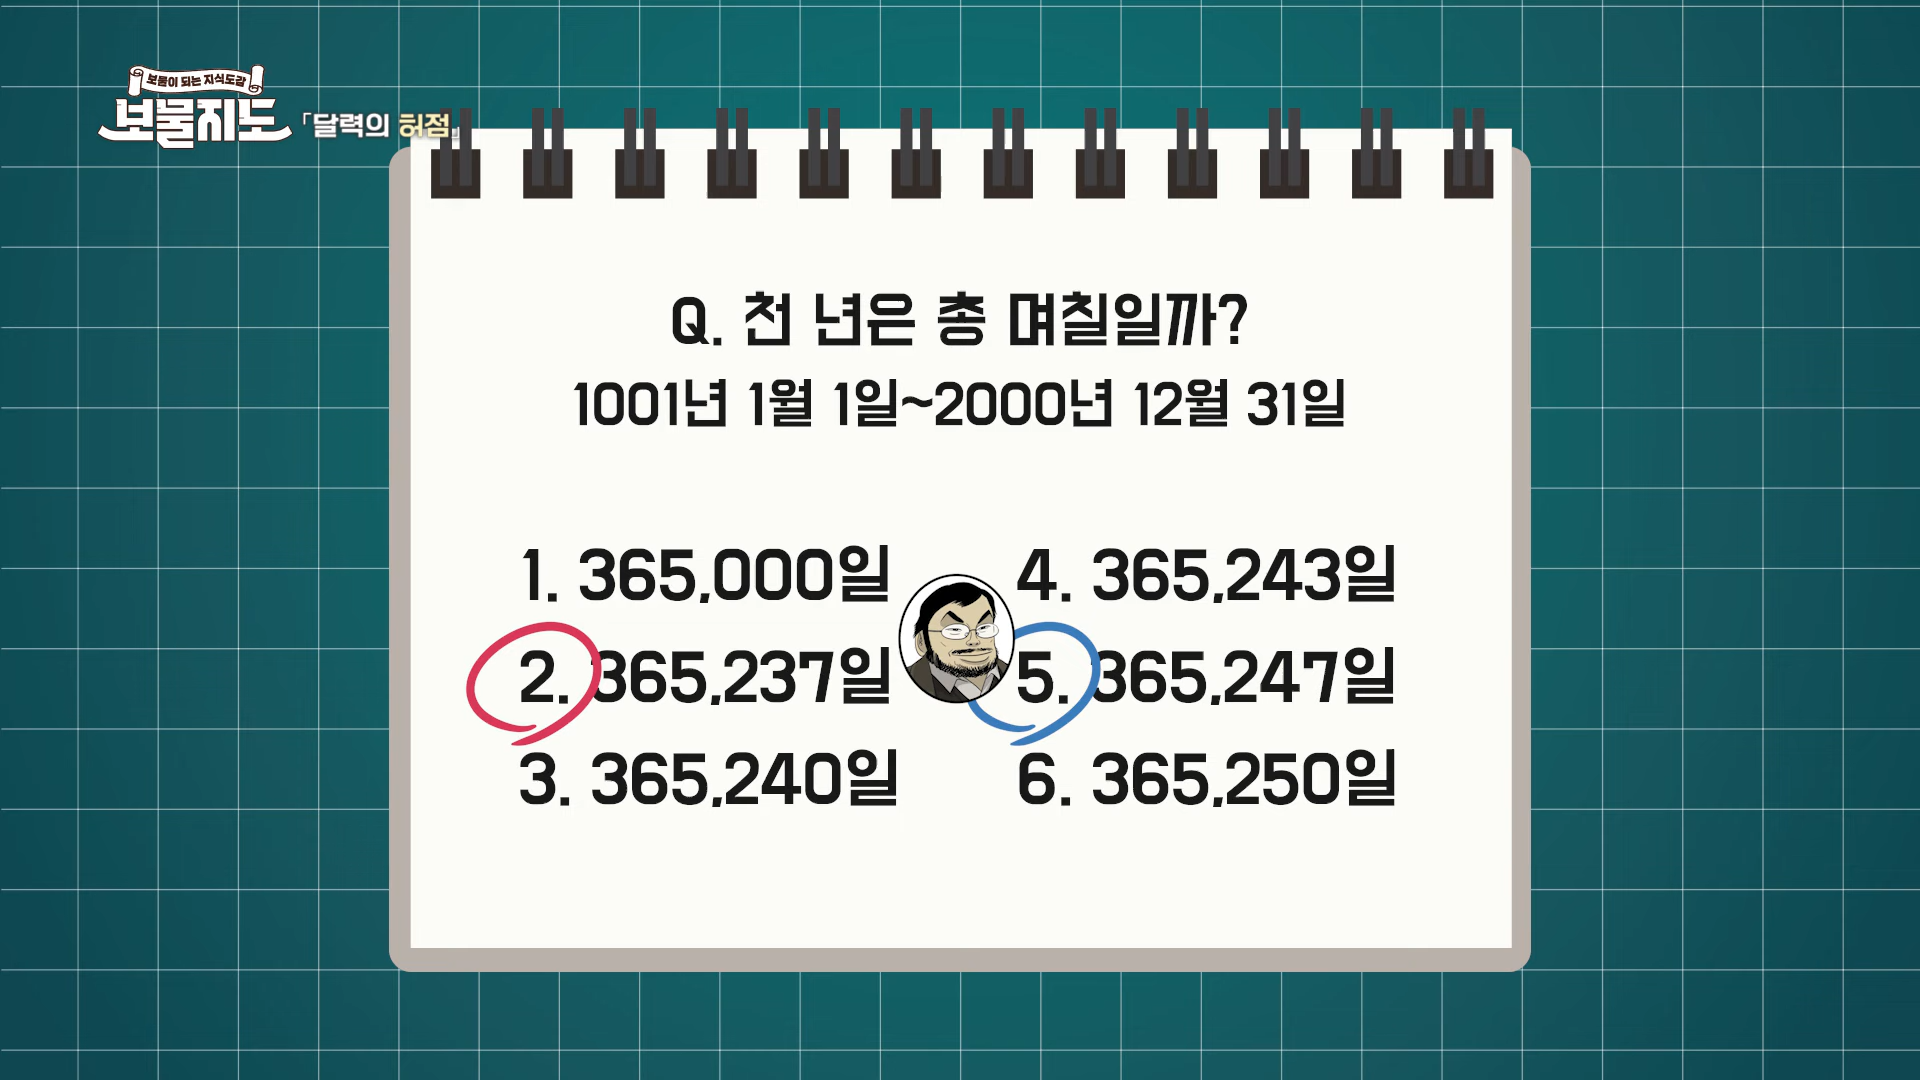 보물이 되는 지식도감
보물지도 「달력의 허점」
Q. 천 년은 총 며칠일까?
1001년 1월 1일~2000년 12월 31일
1. 365,000일
2. 365,237일
3. 365,240일
4. 365,243일
5. 365,247일
6. 365,250일